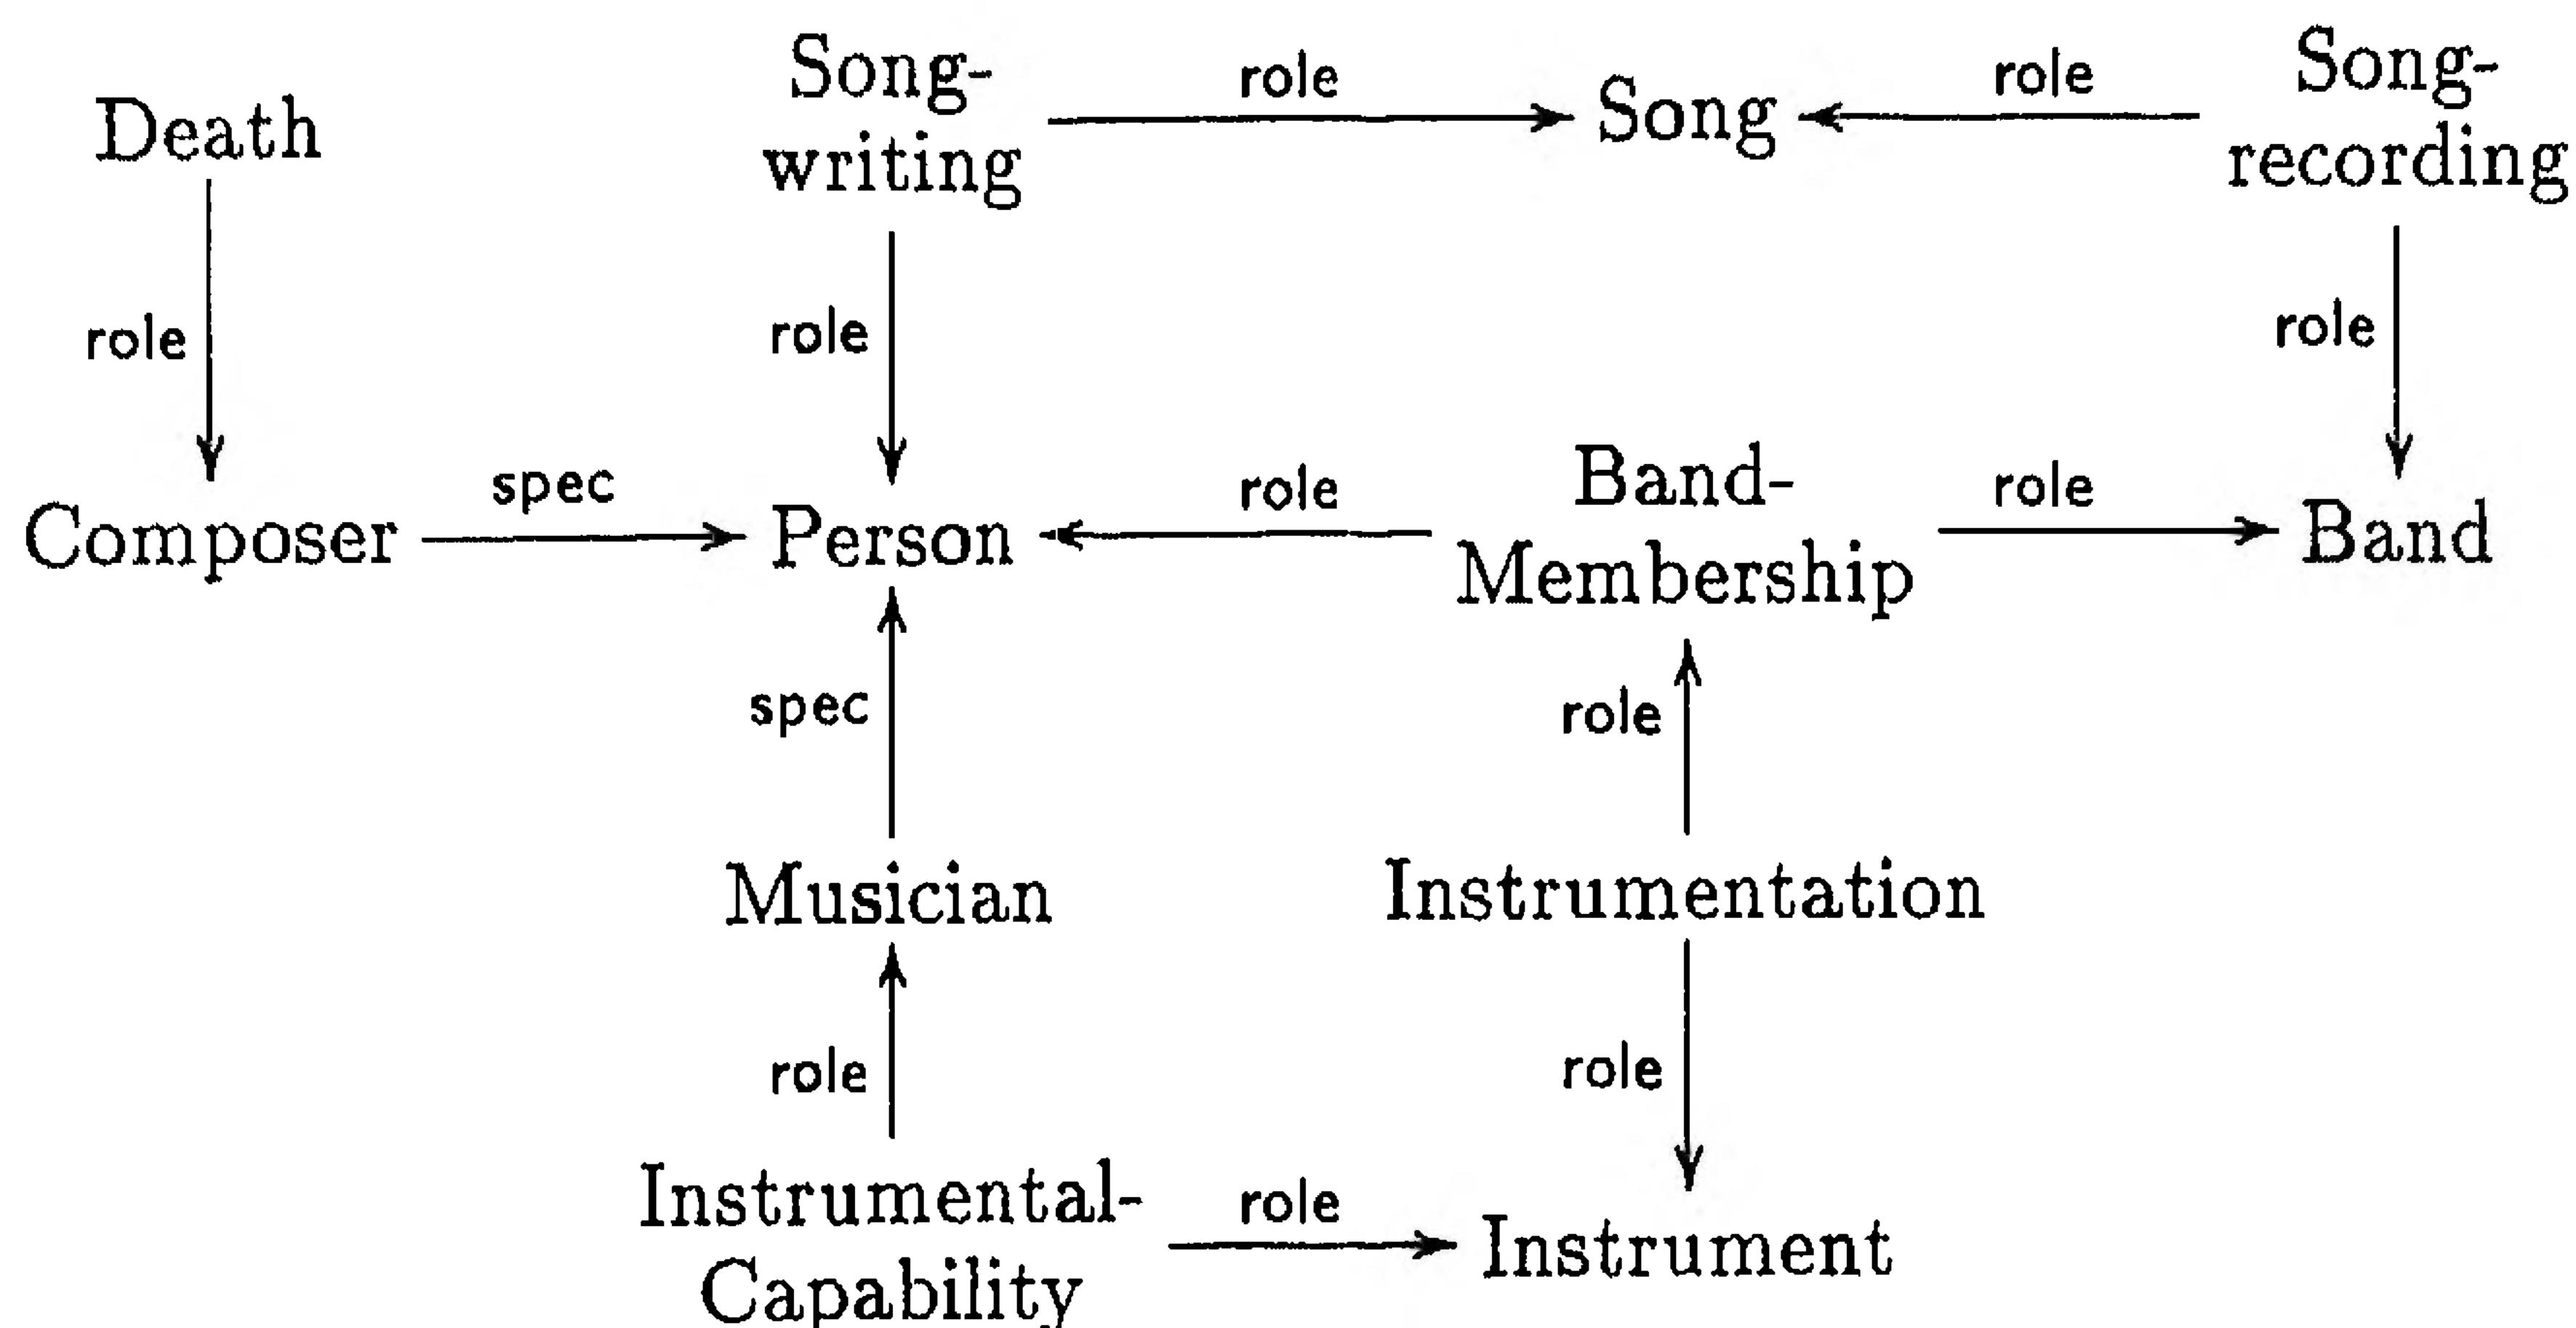 Song-
writing
role
Song
role
Song-
recording
Death
role
role
role
Composer
spec
Person
role
Band-
Membership
role
Band
spec
role
Musician
Instrumentation
role
role
Instrumental-
Capability
role
Instrument